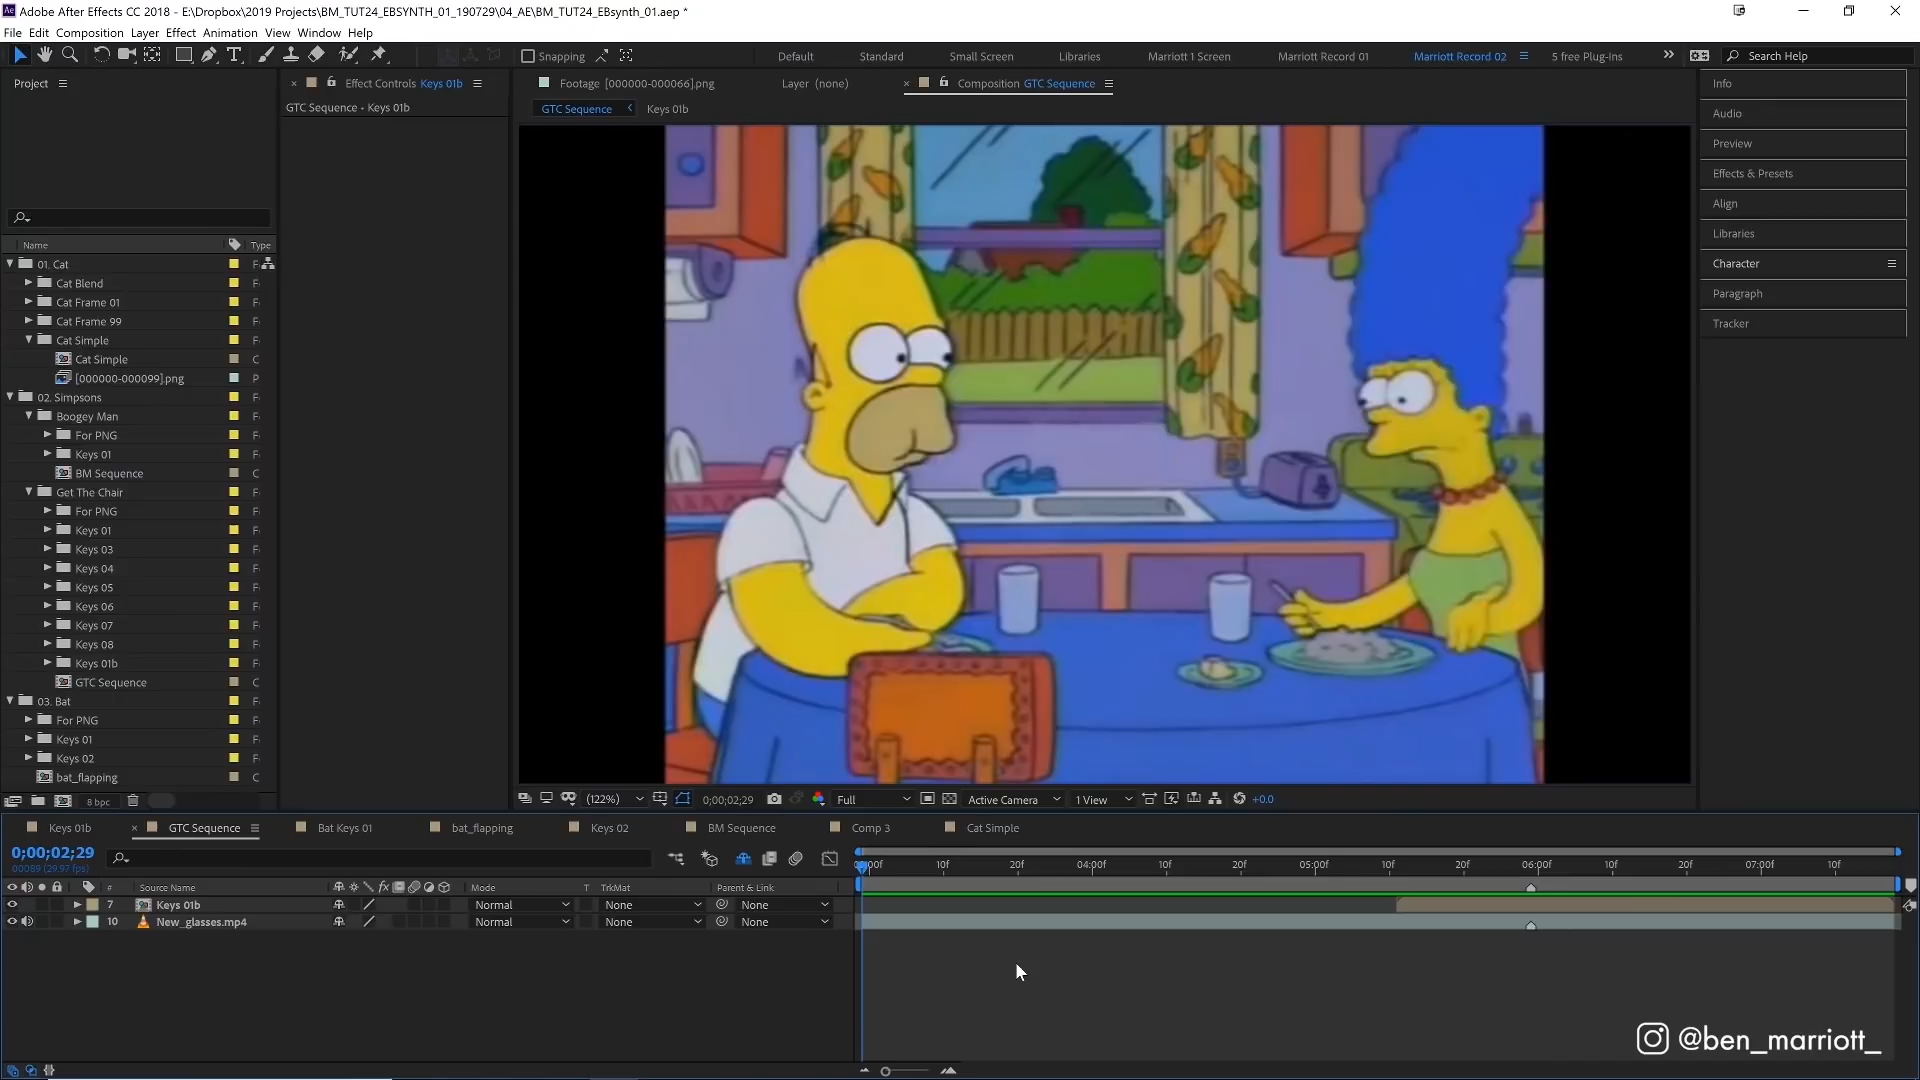 Adobe After Effects CC 2018 - E:\Dropbox\2019 Projects\BM_TUT24_EBSYNTH_01_190729\04_AE\BM_TUT24_EBsynth_01.aep *
File Edit Composition Layer Effect Animation View Window Help
Snapping Default Standard Small Screen Libraries Marriott 1 Screen Marriott Record 01 Marriott Record 02 5 free Plug-Ins Search Help
Project Effect Controls Keys 01b Footage [000000-000066].png Layer (none) Composition GTC Sequence Info
GTC Sequence • Keys 01b GTC Sequence Keys 01b
Audio
Preview
Effects & Presets
Align
Libraries
Character
Paragraph
Tracker
Name Type
01. Cat F
Cat Blend F
Cat Frame 01 F
Cat Frame 99 F
Cat Simple F
Cat Simple C
[000000-000099].png P
02. Simpsons F
Boogey Man F
For PNG F
Keys 01 F
BM Sequence C
Get The Chair F
For PNG F
Keys 01 F
Keys 03 F
Keys 04 F
Keys 05 F
Keys 06 F
Keys 07 F
Keys 08 F
Keys 01b F
GTC Sequence C
03. Bat F
For PNG F
Keys 01 F
Keys 02 F
bat_flapping C
8 bpc (122%) 0;00;02;29 Full Active Camera 1 View +0.0
Keys 01b GTC Sequence Bat Keys 01 bat_flapping Keys 02 BM Sequence Comp 3 Cat Simple
0;00;02;29
00089 (29.97 fps)
00f 10f 20f 04:00f 10f 20f 05:00f 10f 20f 06:00f 10f 20f 07:00f 10f
# Source Name fx Mode T TrkMat Parent & Link
7 Keys 01b Normal None None
10 New_glasses.mp4 Normal None None
@ben_marriott_